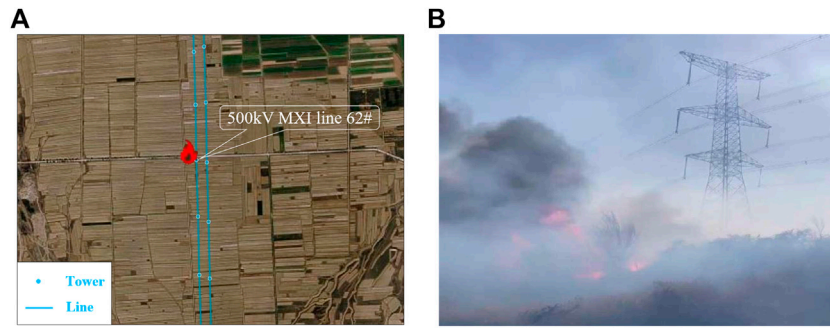 A
B
500kV MXI line 62#
Tower
Line